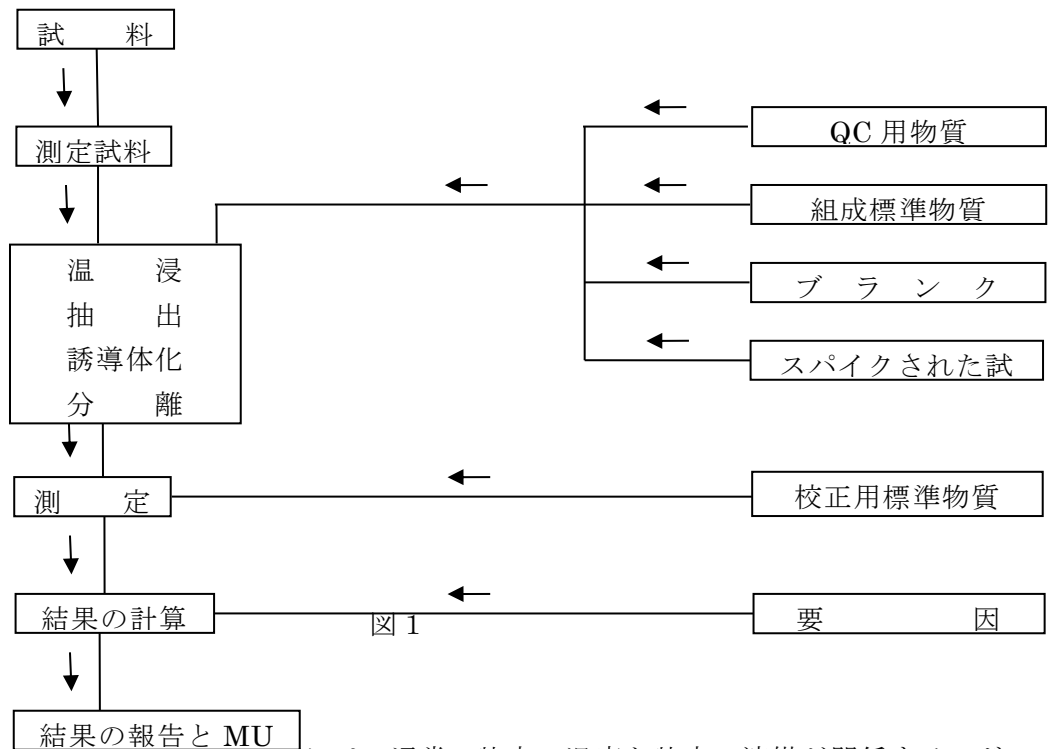 試 料
測定試料
温 浸
抽 出
誘導体化
分 離
測 定
結果の計算
結果の報告と MU
QC 用物質
組成標準物質
ブ ラ ン ク
スパイクされた試
校正用標準物質
要 因
図 1